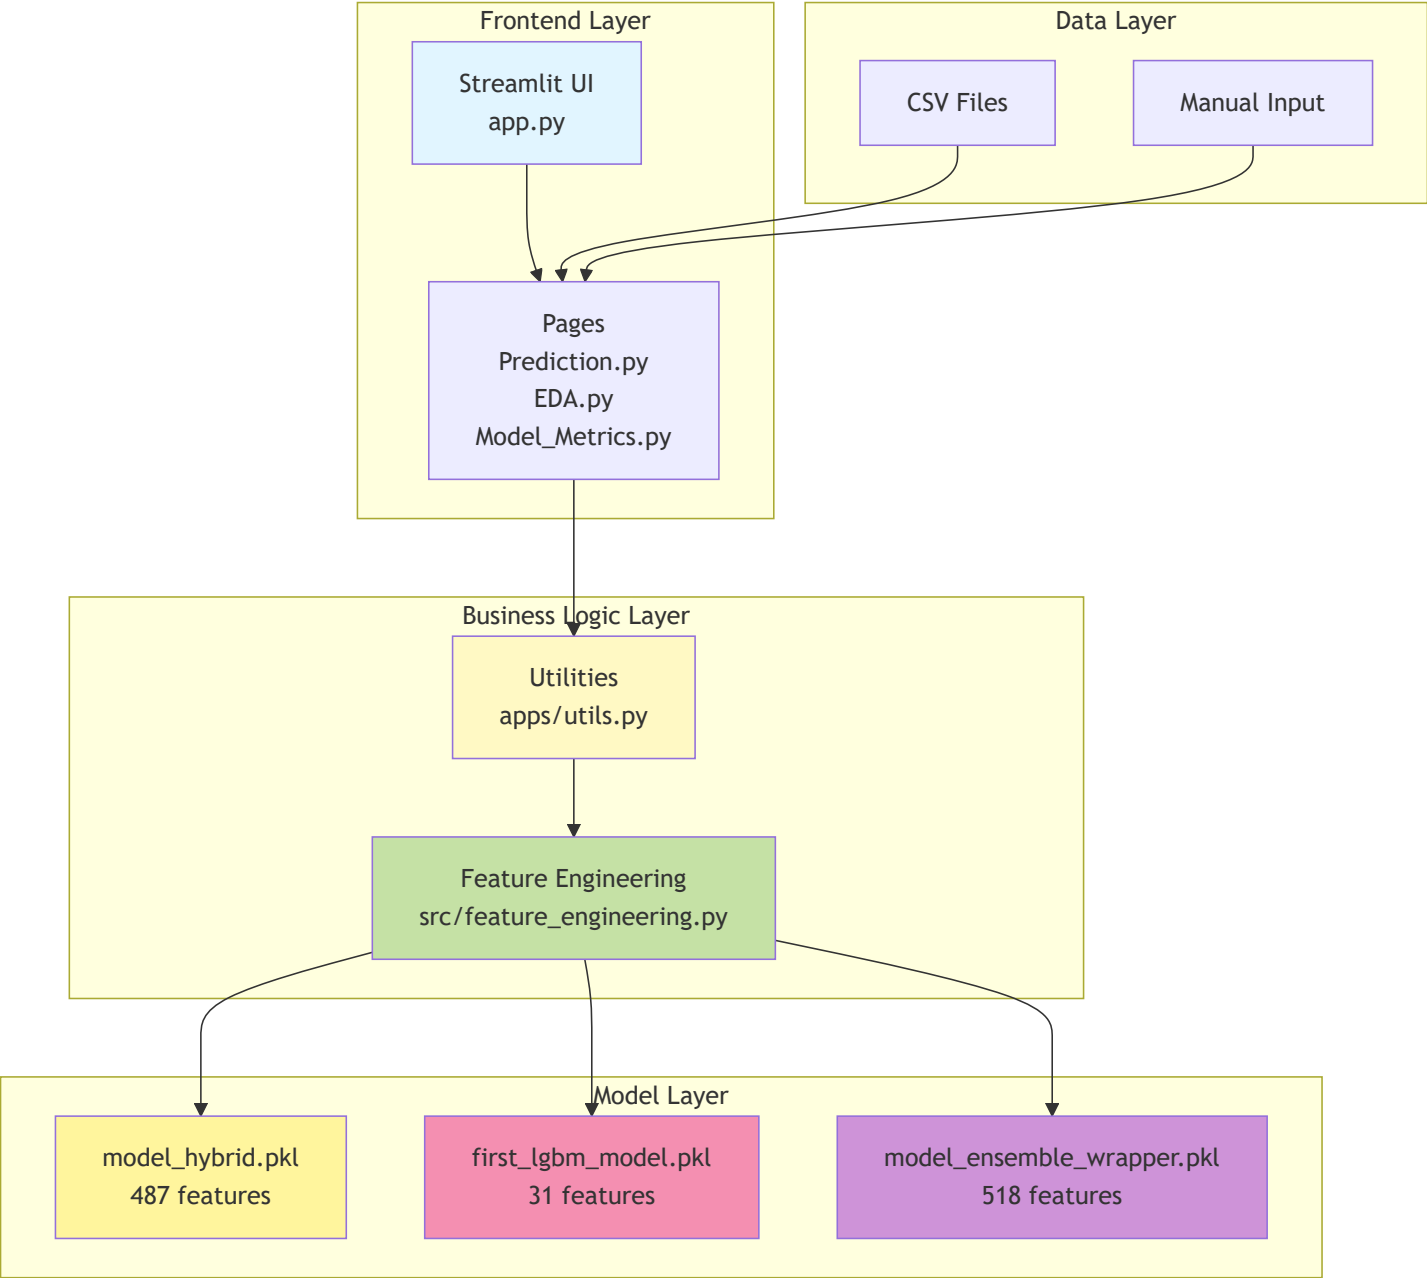 Frontend Layer
Streamlit UI
app.py
Data Layer
CSV Files
Manual Input
Pages
Prediction.py
EDA.py
Model_Metrics.py
Business Logic Layer
Utilities
apps/utils.py
Feature Engineering
src/feature_engineering.py
Model Layer
model_hybrid.pkl
487 features
first_lgbm_model.pkl
31 features
model_ensemble_wrapper.pkl
518 features